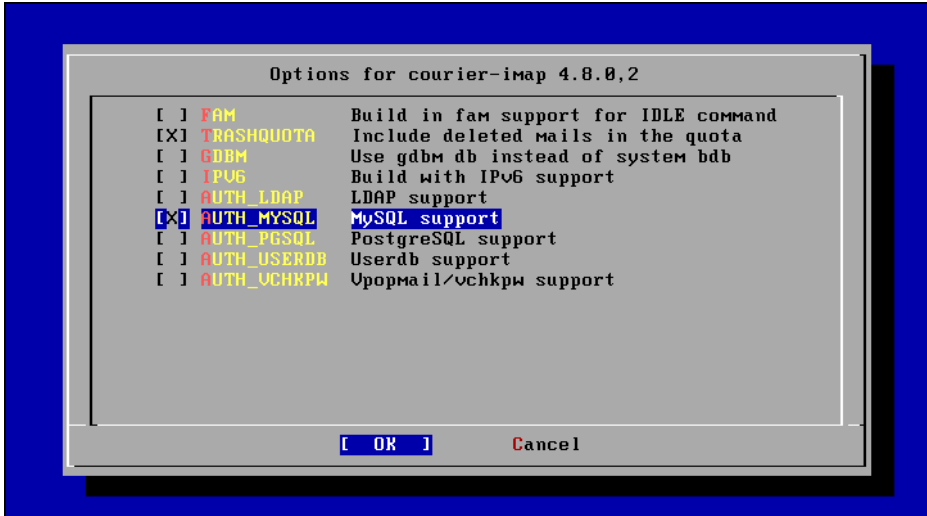 Options for courier-imap 4.8.0,2
[ ] FAM Build in fam support for IDLE command
[X] TRASHQUOTA Include deleted mails in the quota
[ ] GDBM Use gdbm db instead of system bdb
[ ] IPV6 Build with IPv6 support
[ ] AUTH_LDAP LDAP support
[X] AUTH_MYSQL MySQL support
[ ] AUTH_PGSQL PostgreSQL support
[ ] AUTH_USERDB Userdb support
[ ] AUTH_VCHKPW Vpopmail/vchkpw support
[ OK ] Cancel